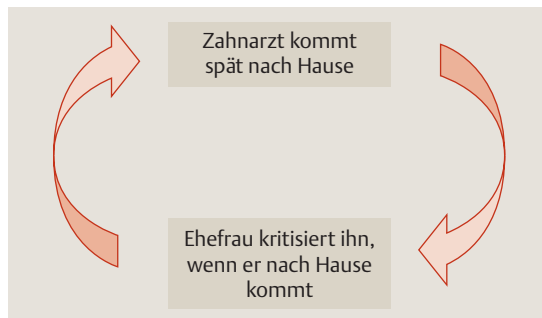 Zahnarzt kommt
spät nach Hause
Ehefrau kritisiert ihn,
wenn er nach Hause
kommt